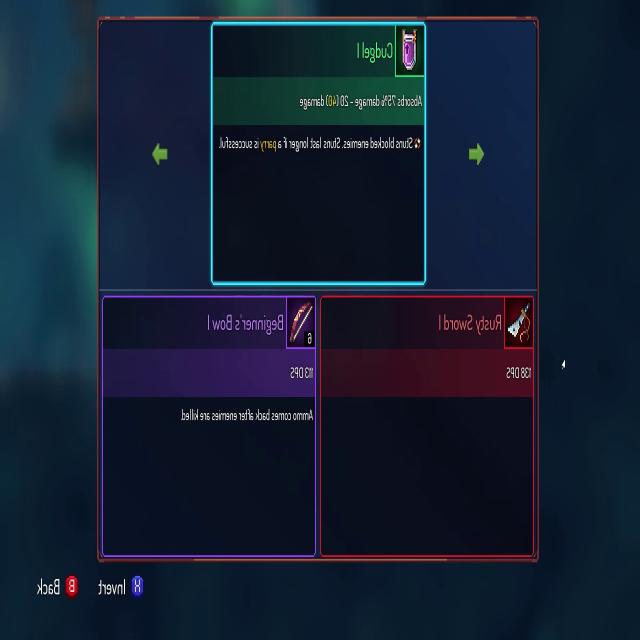 Cudgel I
Absorbs 75% damage - 20 (40) damage
Stuns blocked enemies. Stuns last longer if a parry is successful.
Rusty Sword I
138 DPS
Beginner's Bow I
6
113 DPS
Ammo comes back after enemies are killed.
X Invert
B Back